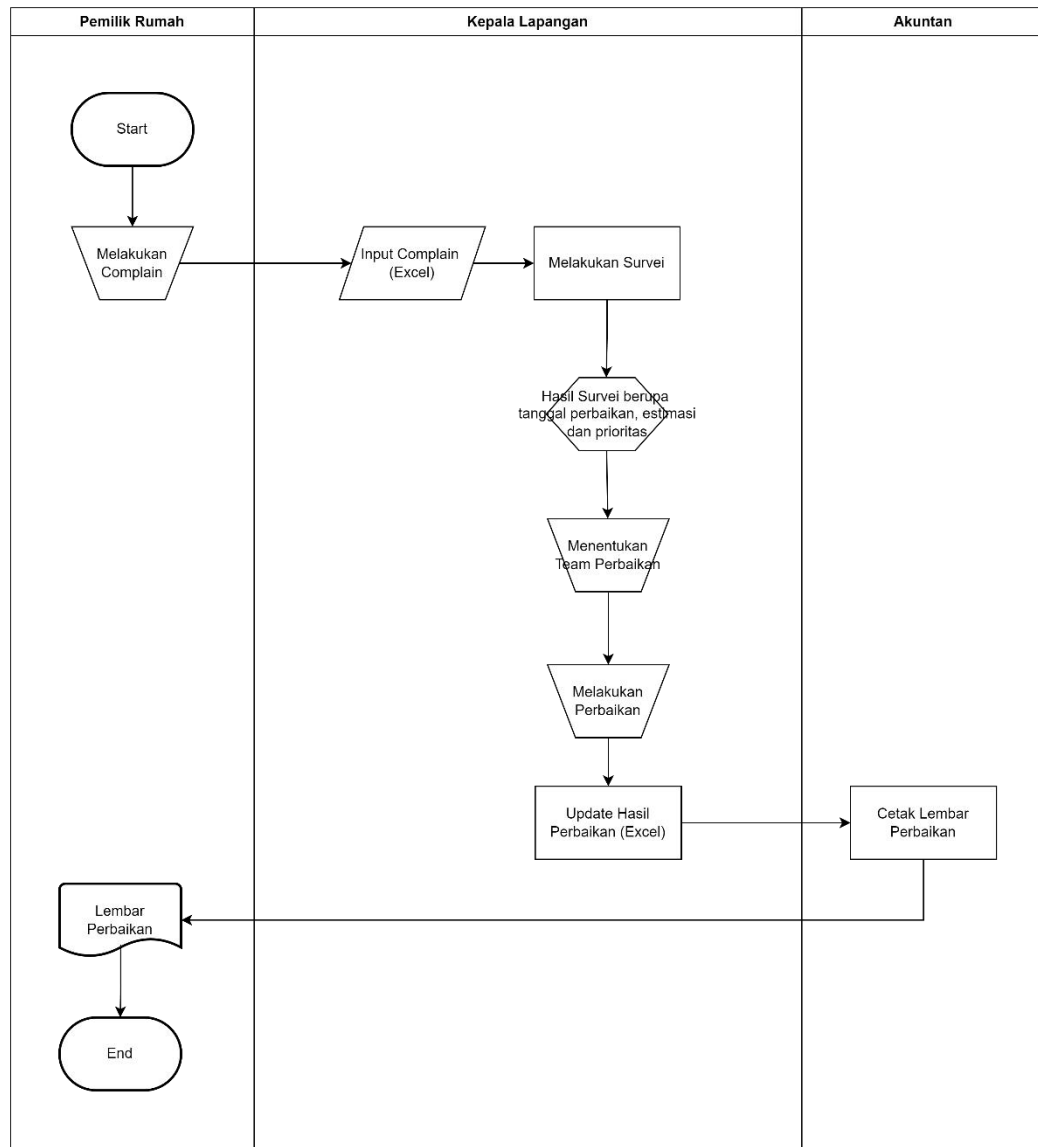 Pemilik Rumah
Kepala Lapangan
Akuntan
Start
Melakukan
Complain
Input Complain
(Excel)
Melakukan Survei
Hasil Survei berupa
tanggal perbaikan, estimasi
dan prioritas
Menentukan
Team Perbaikan
Melakukan
Perbaikan
Update Hasil
Perbaikan (Excel)
Cetak Lembar
Perbaikan
Lembar
Perbaikan
End